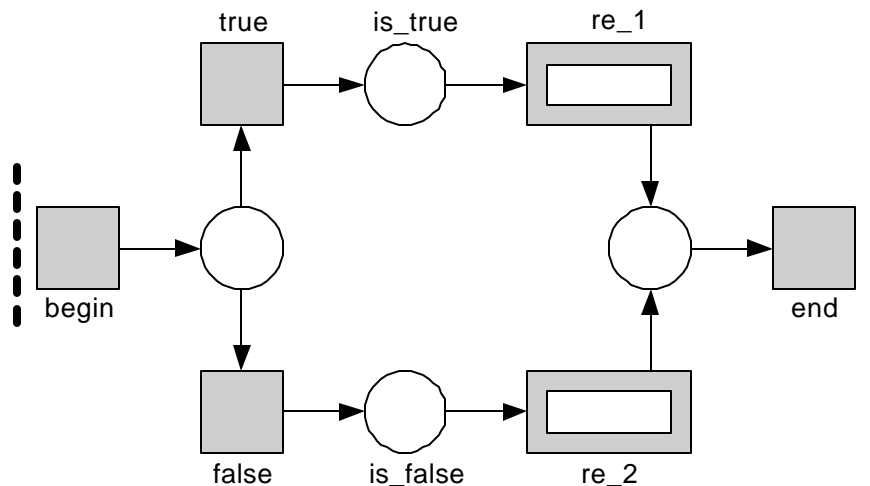 true
is_true
re_1
begin
end
false
is_false
re_2